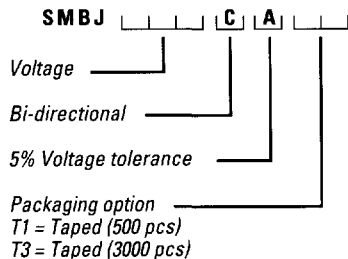 SMBJ C A
Voltage
Bi-directional
5% Voltage tolerance
Packaging option
T1 = Taped (500 pcs)
T3 = Taped (3000 pcs)